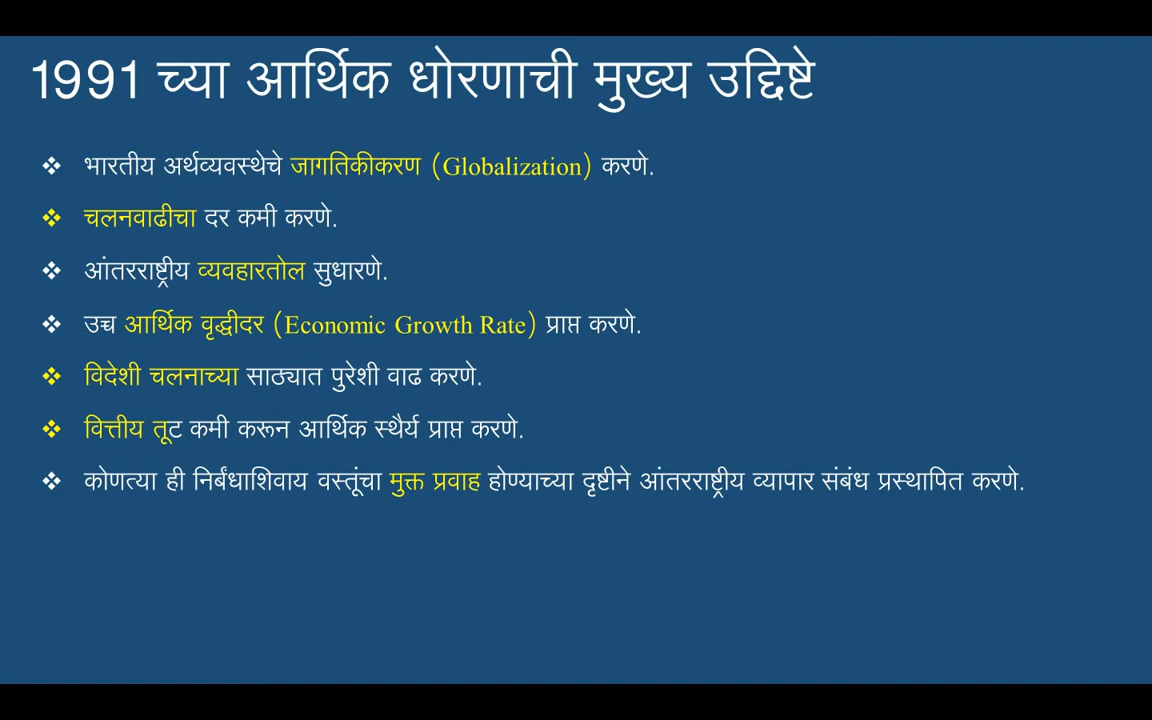 1991 च्या आर्थिक धोरणाची मुख्य उद्दिष्टे
❖ भारतीय अर्थव्यवस्थेचे जागतिकीकरण (Globalization) करणे.
❖ चलनवाढीचा दर कमी करणे.
❖ आंतरराष्ट्रीय व्यवहारतोल सुधारणे.
❖ उच्च आर्थिक वृद्धीदर (Economic Growth Rate) प्राप्त करणे.
❖ विदेशी चलनाच्या साठ्यात पुरेशी वाढ करणे.
❖ वित्तीय तूट कमी करून आर्थिक स्थैर्य प्राप्त करणे.
❖ कोणत्या ही निर्बंधाशिवाय वस्तूंचा मुक्त प्रवाह होण्याच्या दृष्टीने आंतरराष्ट्रीय व्यापार संबंध प्रस्थापित करणे.